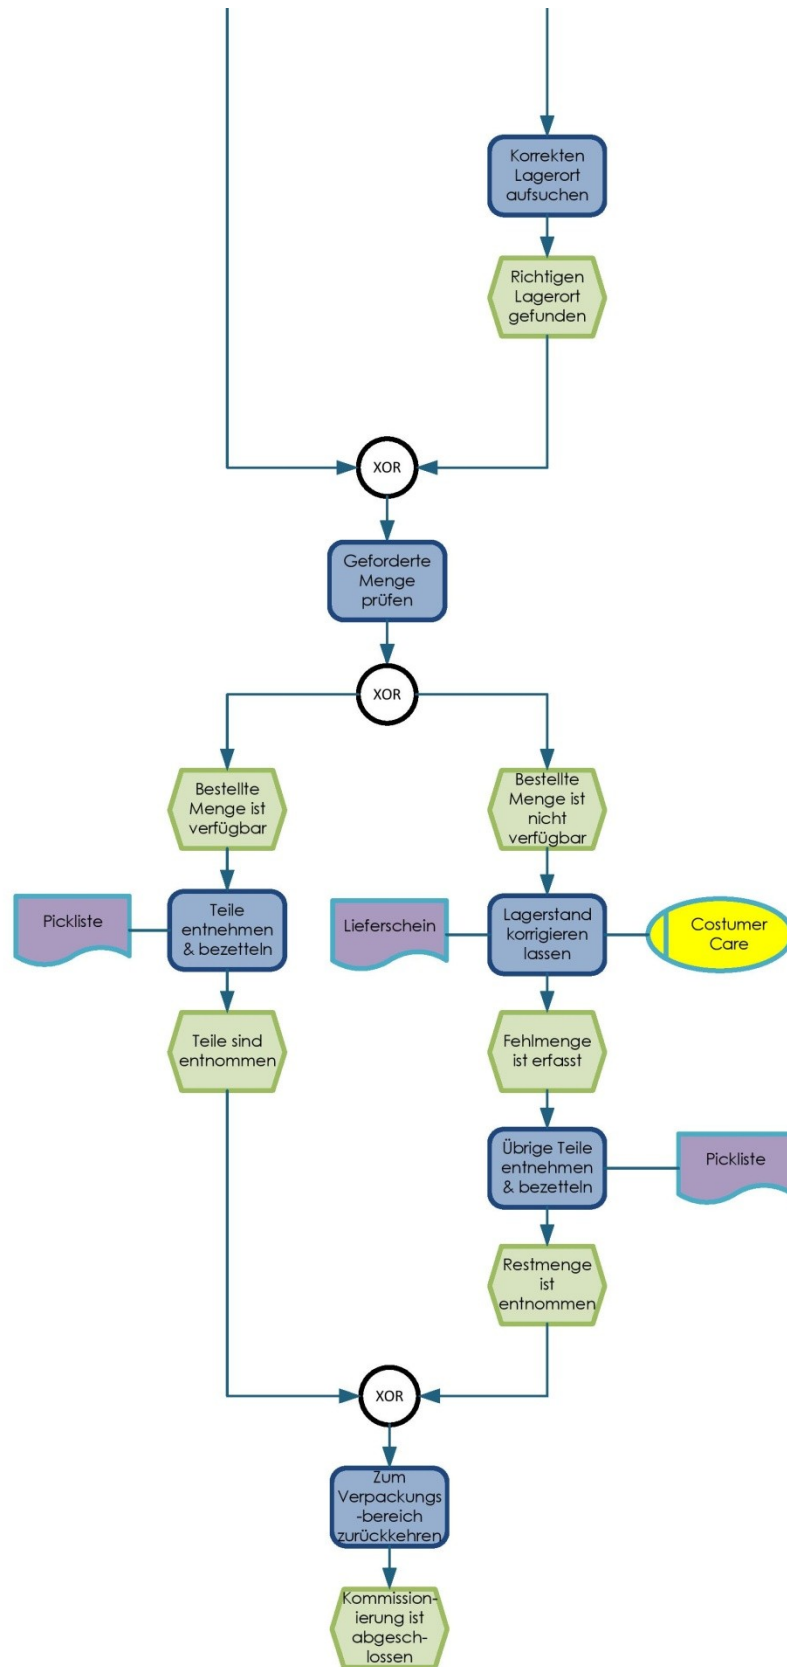 Korrekten
Lagerort
aufsuchen
Richtigen
Lagerort
gefunden
XOR
Geforderte
Menge
prüfen
XOR
Bestellte
Menge ist
verfügbar
Bestellte
Menge ist
nicht
verfügbar
Pickliste
Teile
entnehmen
& bezetteln
Lieferschein
Lagerstand
korrigieren
lassen
Costumer
Care
Teile sind
entnommen
Fehlmenge
ist erfasst
Übrige Teile
entnehmen
& bezetteln
Pickliste
Restmenge
ist
entnommen
XOR
Zum
Verpackungs
-bereich
zurückkehren
Kommission-
ierung ist
abgesch-
lossen